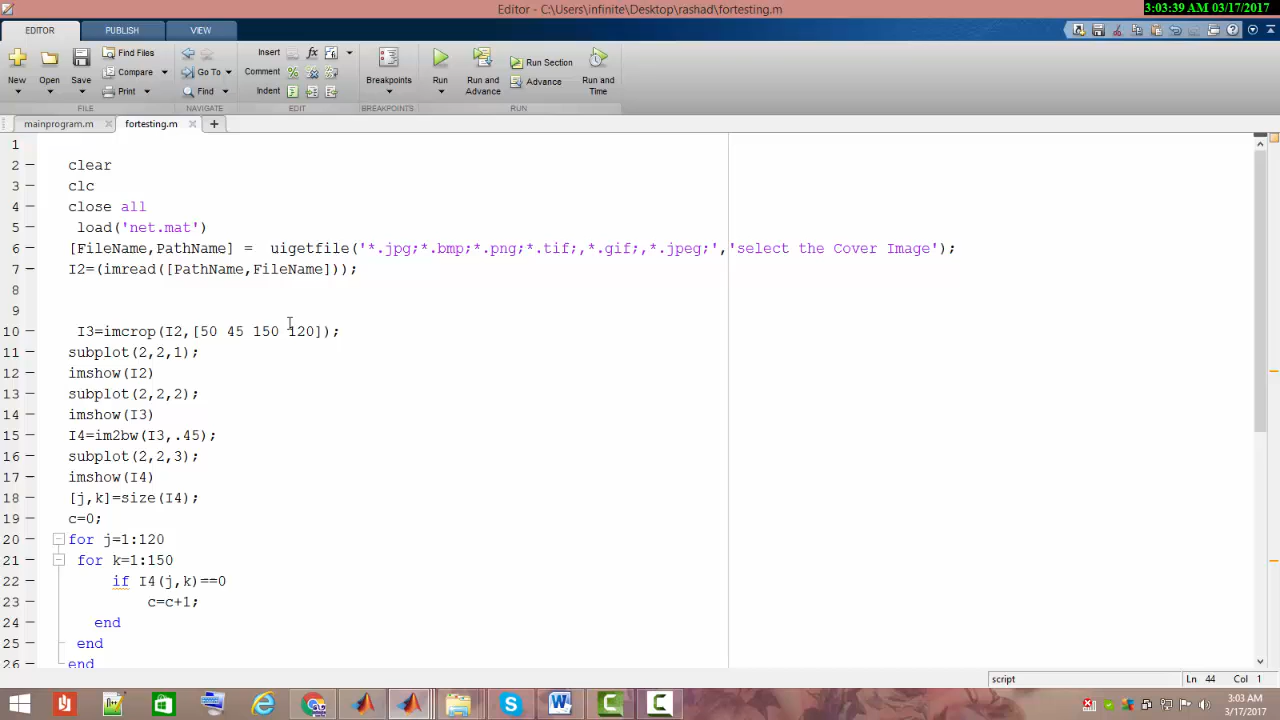 Editor - C:\Users\infinite\Desktop\rashad\fortesting.m
3:03:39 AM 03/17/2017
EDITOR PUBLISH VIEW
New Open Save Find Files Compare Print
Go To Find
Insert Comment Indent
Breakpoints
Run Run and Advance Run Section Advance Run and Time
FILE NAVIGATE EDIT BREAKPOINTS RUN
mainprogram.m fortesting.m
1
2 clear
3 clc
4 close all
5 load('net.mat')
6 [FileName,PathName] = uigetfile('*.jpg;*.bmp;*.png;*.tif;,*.gif;,*.jpeg;','select the Cover Image');
7 I2=(imread([PathName,FileName]));
8
9
10 I3=imcrop(I2,[50 45 150 120]);
11 subplot(2,2,1);
12 imshow(I2)
13 subplot(2,2,2);
14 imshow(I3)
15 I4=im2bw(I3,.45);
16 subplot(2,2,3);
17 imshow(I4)
18 [j,k]=size(I4);
19 c=0;
20 for j=1:120
21 for k=1:150
22 if I4(j,k)==0
23 c=c+1;
24 end
25 end
26 end
script Ln 44 Col 1
3:03 AM
3/17/2017